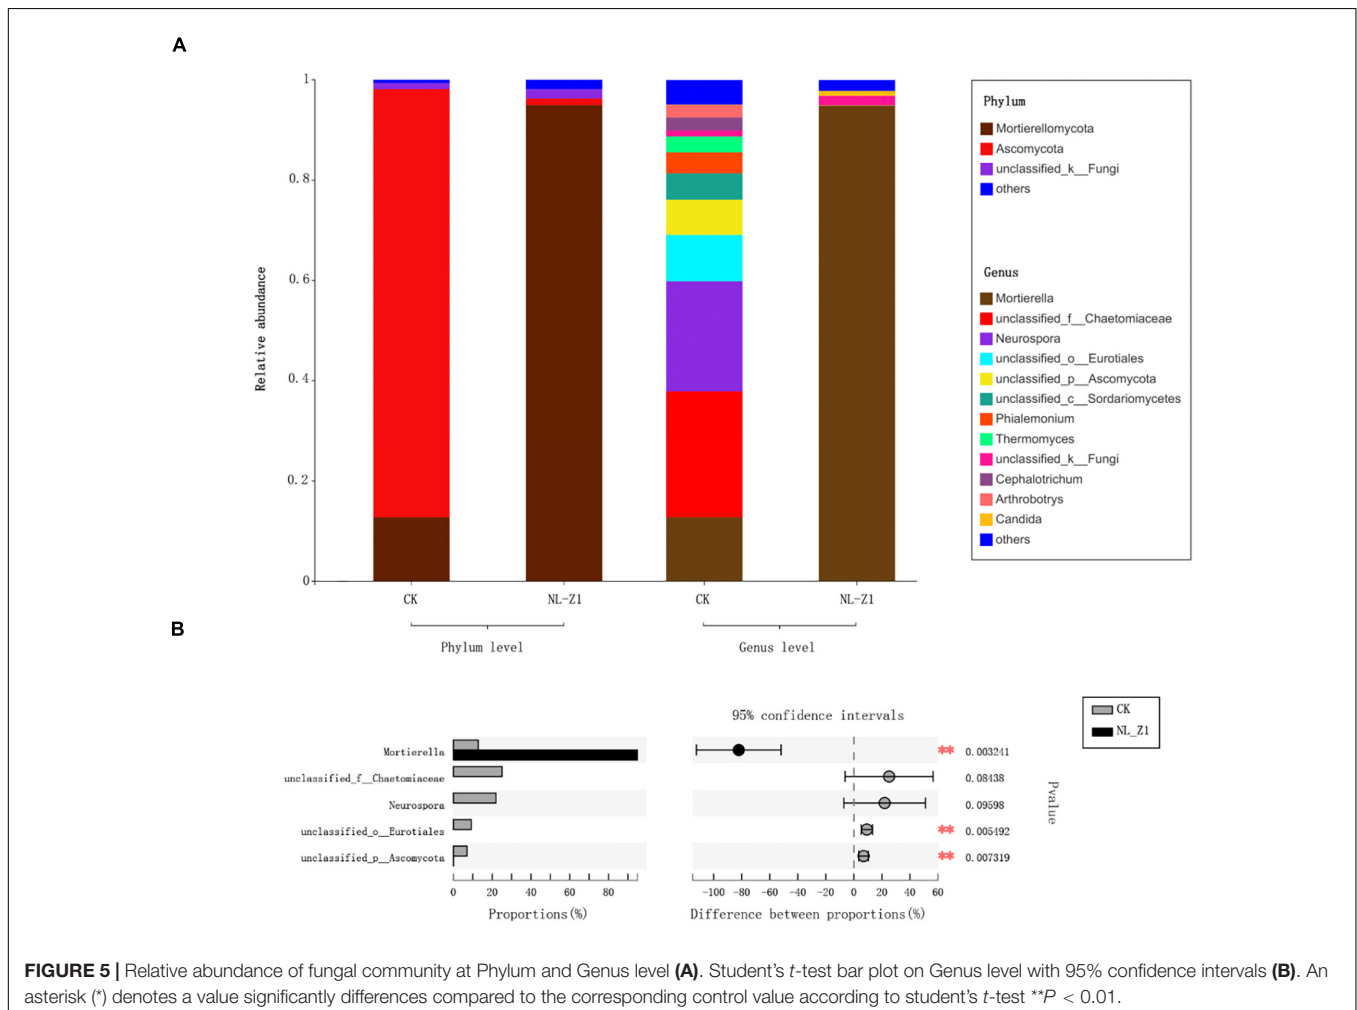 A
1
0.8
0.6
0.4
0.2
0
Relative abundance
CK
NL-Z1
CK
NL-Z1
Phylum level
Genus level
Phylum
Mortierellomycota
Ascomycota
unclassified_k__Fungi
others
Genus
Mortierella
unclassified_f__Chaetomiaceae
Neurospora
unclassified_o__Eurotiales
unclassified_p__Ascomycota
unclassified_c__Sordariomycetes
Phialemonium
Thermomyces
unclassified_k__Fungi
Cephalotrichum
Arthrobotrys
Candida
others
B
95% confidence intervals
CK
NL_Z1
Mortierella
** 0.003241
unclassified_f__Chaetomiaceae
0.08438
Neurospora
0.09598
unclassified_o__Eurotiales
** 0.005492
unclassified_p__Ascomycota
** 0.007319
Pvalue
0 20 40 60 80
Proportions(%)
-100 -80 -60 -40 -20 0 20 40 60
Difference between proportions(%)
FIGURE 5 | Relative abundance of fungal community at Phylum and Genus level (A). Student's t-test bar plot on Genus level with 95% confidence intervals (B). An
asterisk (*) denotes a value significantly differences compared to the corresponding control value according to student's t-test **P < 0.01.